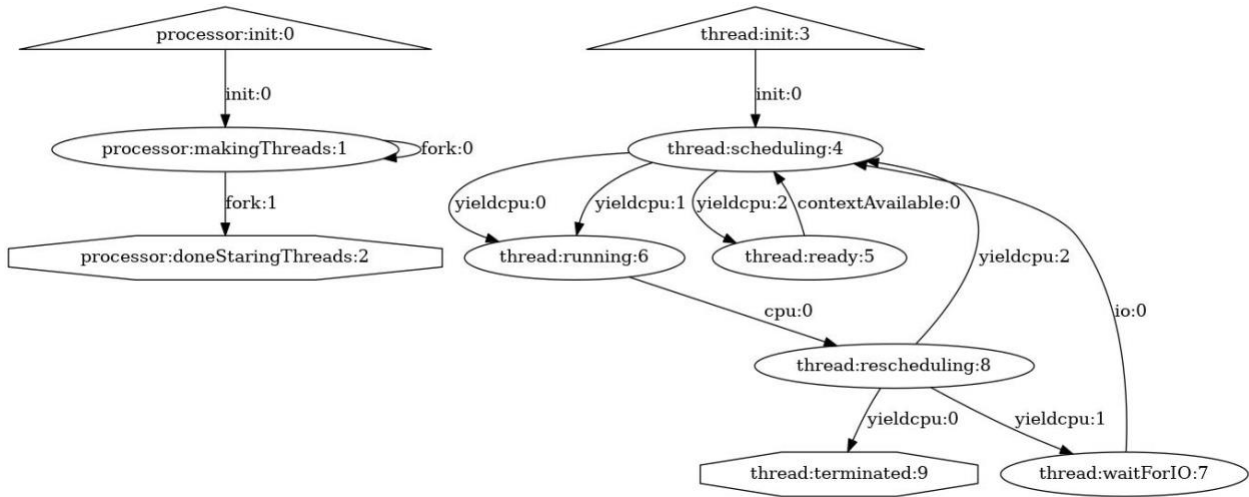 processor:init:0
thread:init:3
init:0
init:0
processor:makingThreads:1
fork:0
thread:scheduling:4
fork:1
yieldcpu:0
yieldcpu:1
yieldcpu:2
contextAvailable:0
processor:doneStaringThreads:2
thread:running:6
thread:ready:5
yieldcpu:2
cpu:0
io:0
thread:rescheduling:8
yieldcpu:0
yieldcpu:1
thread:terminated:9
thread:waitForIO:7